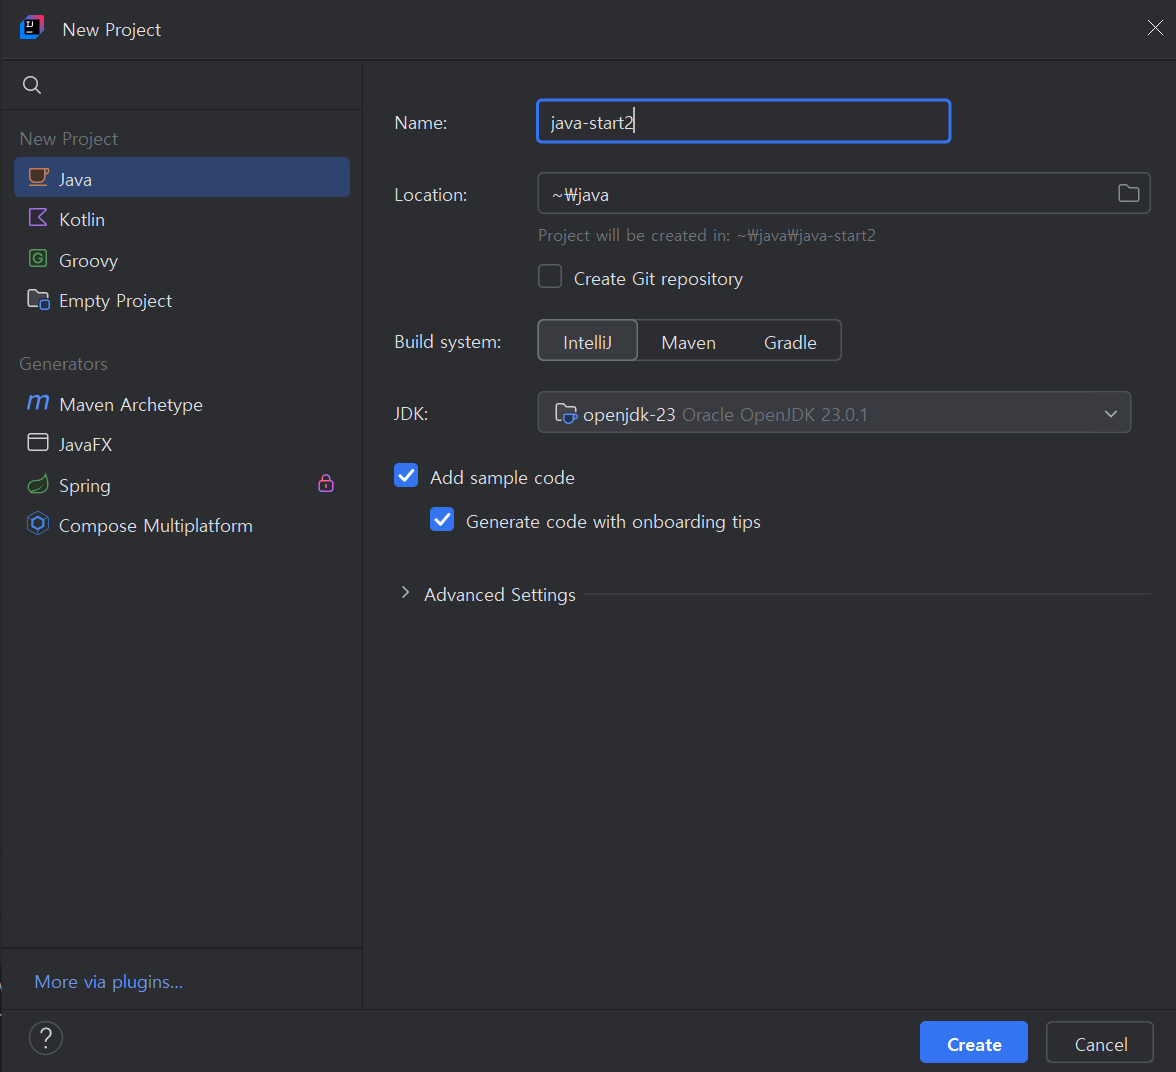 New Project
New Project
Java
Kotlin
Groovy
Empty Project
Generators
Maven Archetype
JavaFX
Spring
Compose Multiplatform
More via plugins...
Name:
java-start2
Location:
~₩java
Project will be created in: ~₩java₩java-start2
Create Git repository
Build system:
IntelliJ Maven Gradle
JDK:
openjdk-23 Oracle OpenJDK 23.0.1
Add sample code
Generate code with onboarding tips
Advanced Settings
?
Create
Cancel